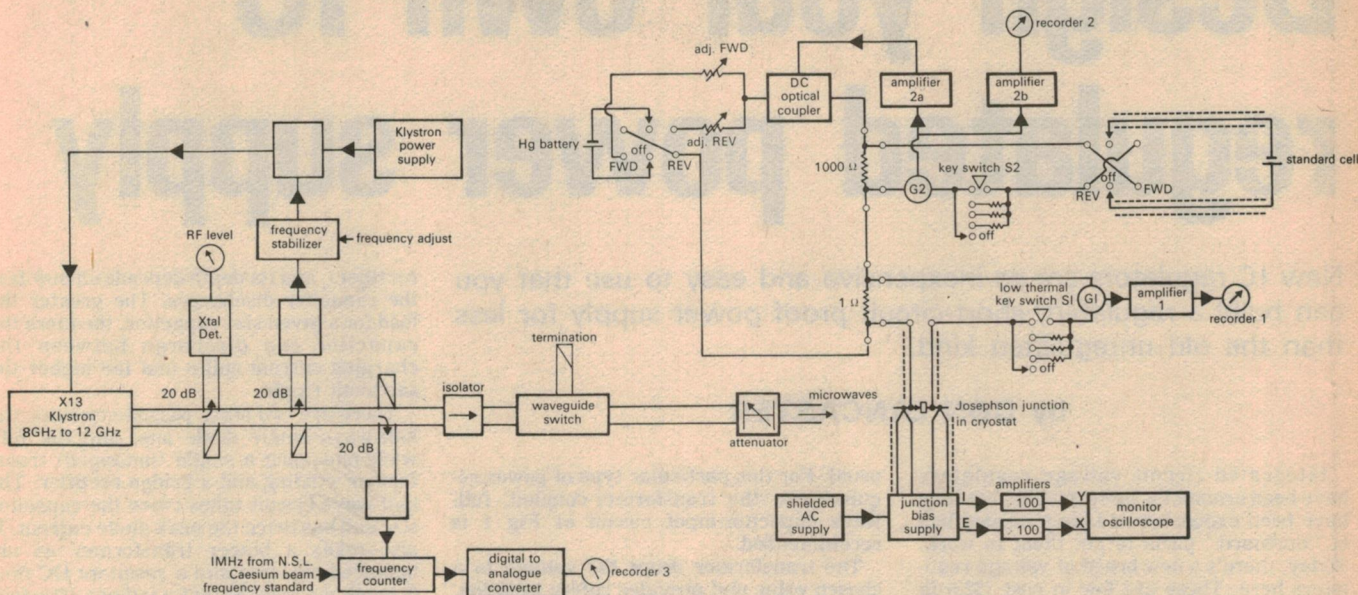 recorder 2
adj. FWD
DC
optical
coupler
amplifier
2a
amplifier
2b
Klystron
power
supply
Hg battery
off
FWD
REV
adj. REV
1000 Ω
G2
key switch S2
off
REV
off
FWD
standard cell
RF level
frequency
stabilizer
frequency adjust
Xtal
Det.
1 Ω
low thermal
key switch S1
GI
amplifier
1
recorder 1
off
termination
X13
Klystron
8GHz to 12 GHz
20 dB
20 dB
20 dB
isolator
waveguide
switch
microwaves
attenuator
Josephson junction
in cryostat
shielded
AC
supply
junction
bias
supply
I
E
amplifiers
100
100
Y
X
monitor
oscilloscope
IMHz from N.S.L.
Caesium beam
frequency standard
frequency
counter
digital to
analogue
converter
recorder 3